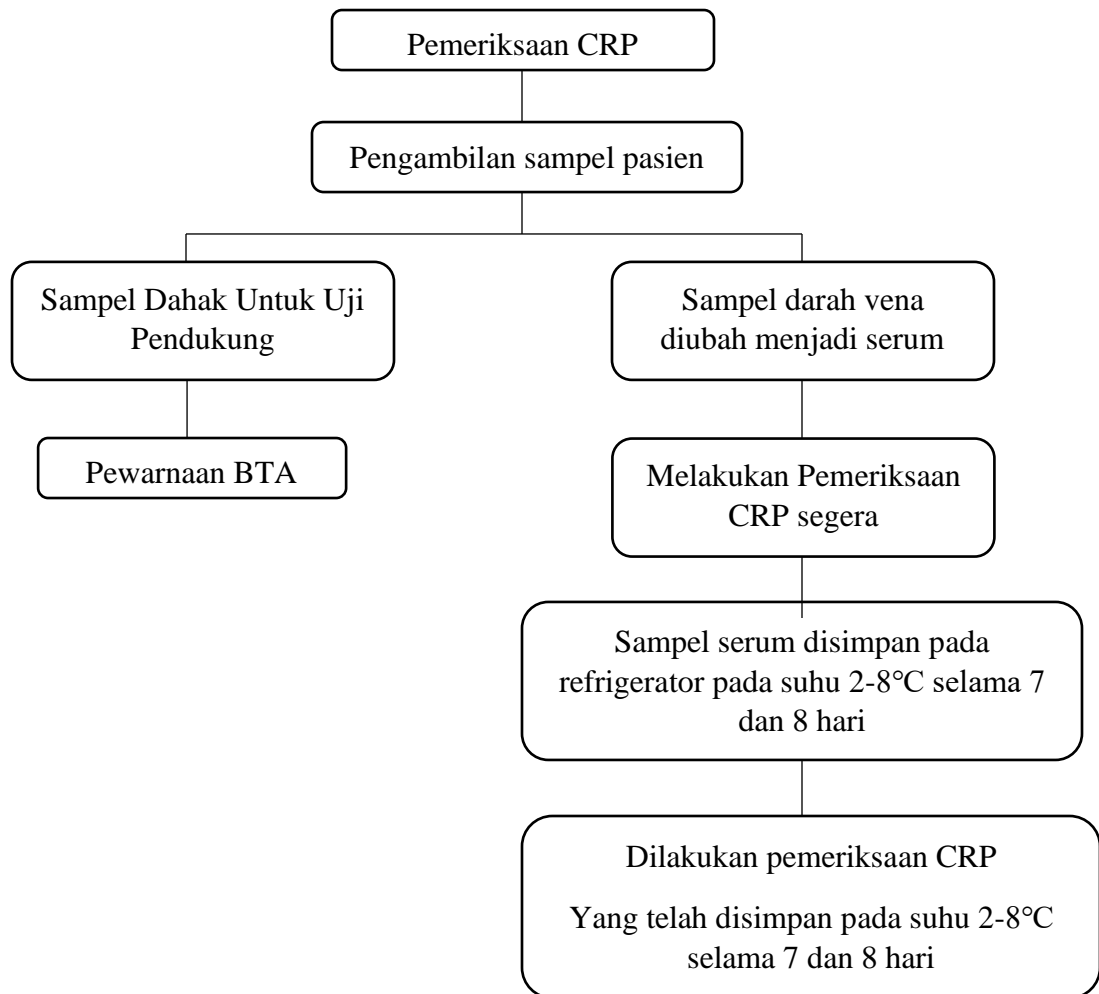 Pemeriksaan CRP
Pengambilan sampel pasien
Sampel Dahak Untuk Uji
Pendukung
Pewarnaan BTA
Sampel darah vena
diubah menjadi serum
Melakukan Pemeriksaan
CRP segera
Sampel serum disimpan pada
refrigerator pada suhu 2-8°C selama 7
dan 8 hari
Dilakukan pemeriksaan CRP
Yang telah disimpan pada suhu 2-8°C
selama 7 dan 8 hari